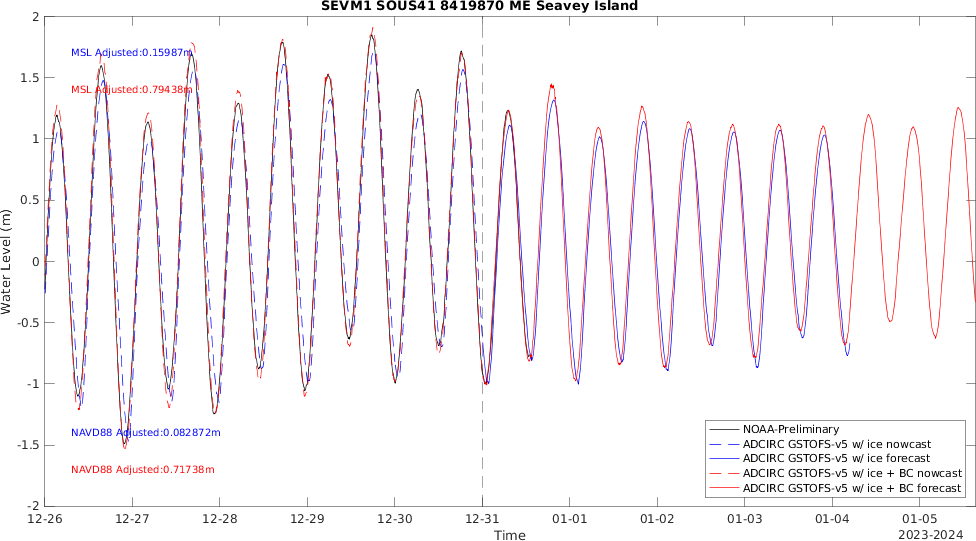 SEVM1 SOUS41 8419870 ME Seavey Island
2
1.5
1
0.5
0
-0.5
-1
-1.5
-2
Water Level (m)
MSL Adjusted:0.15987m
MSL Adjusted:0.79438m
NAVD88 Adjusted:0.082872m
NAVD88 Adjusted:0.71738m
NOAA-Preliminary
ADCIRC GSTOFS-v5 w/ ice nowcast
ADCIRC GSTOFS-v5 w/ ice forecast
ADCIRC GSTOFS-v5 w/ ice + BC nowcast
ADCIRC GSTOFS-v5 w/ ice + BC forecast
12-26 12-27 12-28 12-29 12-30 12-31 01-01 01-02 01-03 01-04 01-05
Time
2023-2024